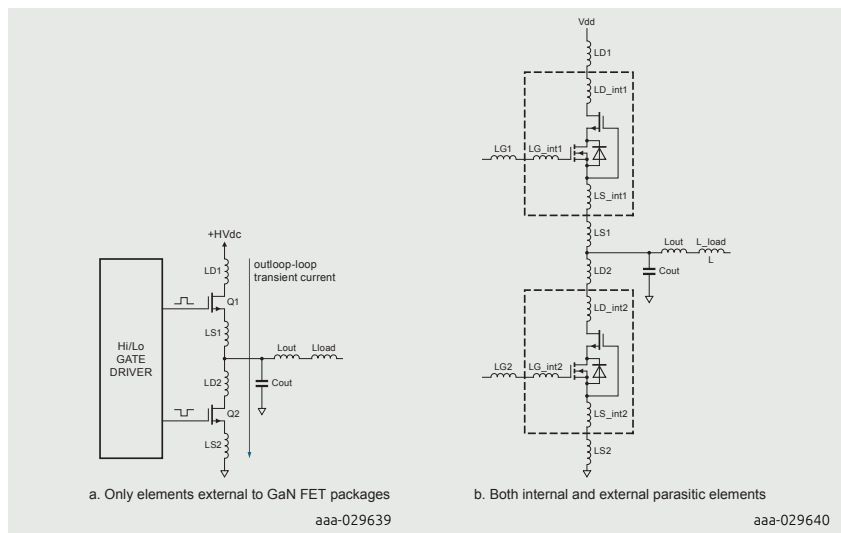 +HVdc
LD1
outloop-loop
transient current
Q1
LS1
Hi/Lo
GATE
DRIVER
Lout
Lload
LD2
Cout
Q2
LS2
a. Only elements external to GaN FET packages
aaa-029639
Vdd
LD1
LD_int1
LG1
LG_int1
LS_int1
LS1
Lout
L_load
L
LD2
Cout
LD_int2
LG2
LG_int2
LS_int2
LS2
b. Both internal and external parasitic elements
aaa-029640